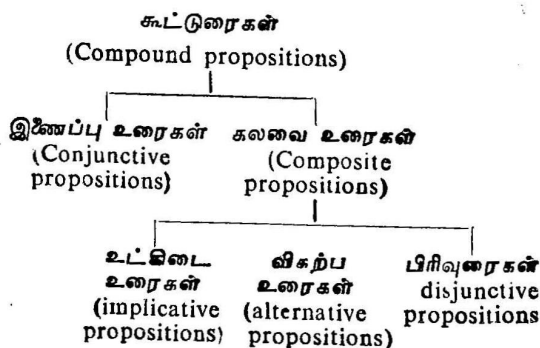 கூட்டுரைகள்
(Compound propositions)
இணைப்பு உரைகள் கலவை உரைகள்
(Conjunctive (Composite
propositions) propositions)
உட்கிடை விகற்ப பிரிவுரைகள்
உரைகள் உரைகள் disjunctive
(implicative (alternative propositions
propositions) propositions)